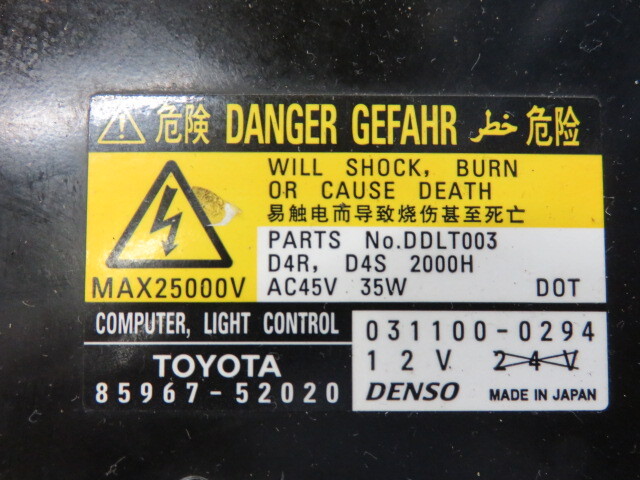 危険 DANGER GEFAHR خطر 危险
WILL SHOCK, BURN
OR CAUSE DEATH
易触电而导致烧伤甚至死亡
MAX25000V
PARTS No.DDLT003
D4R, D4S 2000H
AC45V 35W DOT
COMPUTER, LIGHT CONTROL
TOYOTA
85967-52020
031100-0294
12V 24V
DENSO MADE IN JAPAN